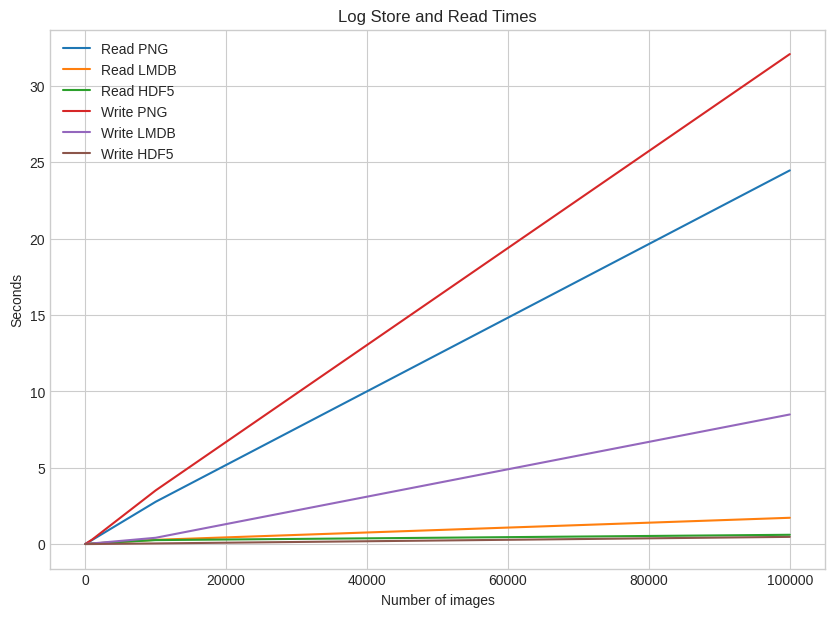 Log Store and Read Times
Read PNG
Read LMDB
Read HDF5
Write PNG
Write LMDB
Write HDF5
30
25
20
15
10
5
0
Seconds
0 20000 40000 60000 80000 100000
Number of images